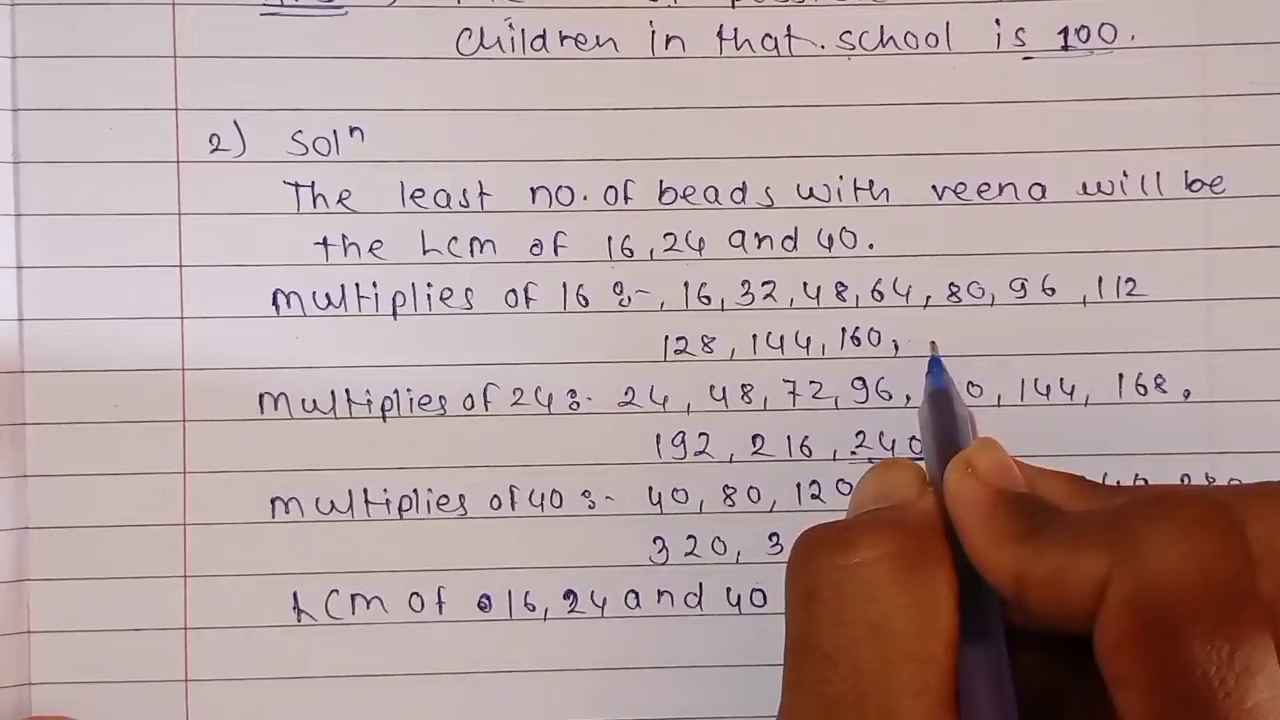 children in that. school is 100.
2) Solⁿ
The least no. of beads with veena will be
the Lcm of 16, 24 and 40.
multiplies of 16 :-, 16, 32, 48, 64, 80, 96, 112
128, 144, 160,
multiplies of 24 :- 24, 48, 72, 96, 0, 144, 168,
192, 216, 240
multiplies of 40 :- 40, 80, 120
320, 3
LCM of 16, 24 and 40